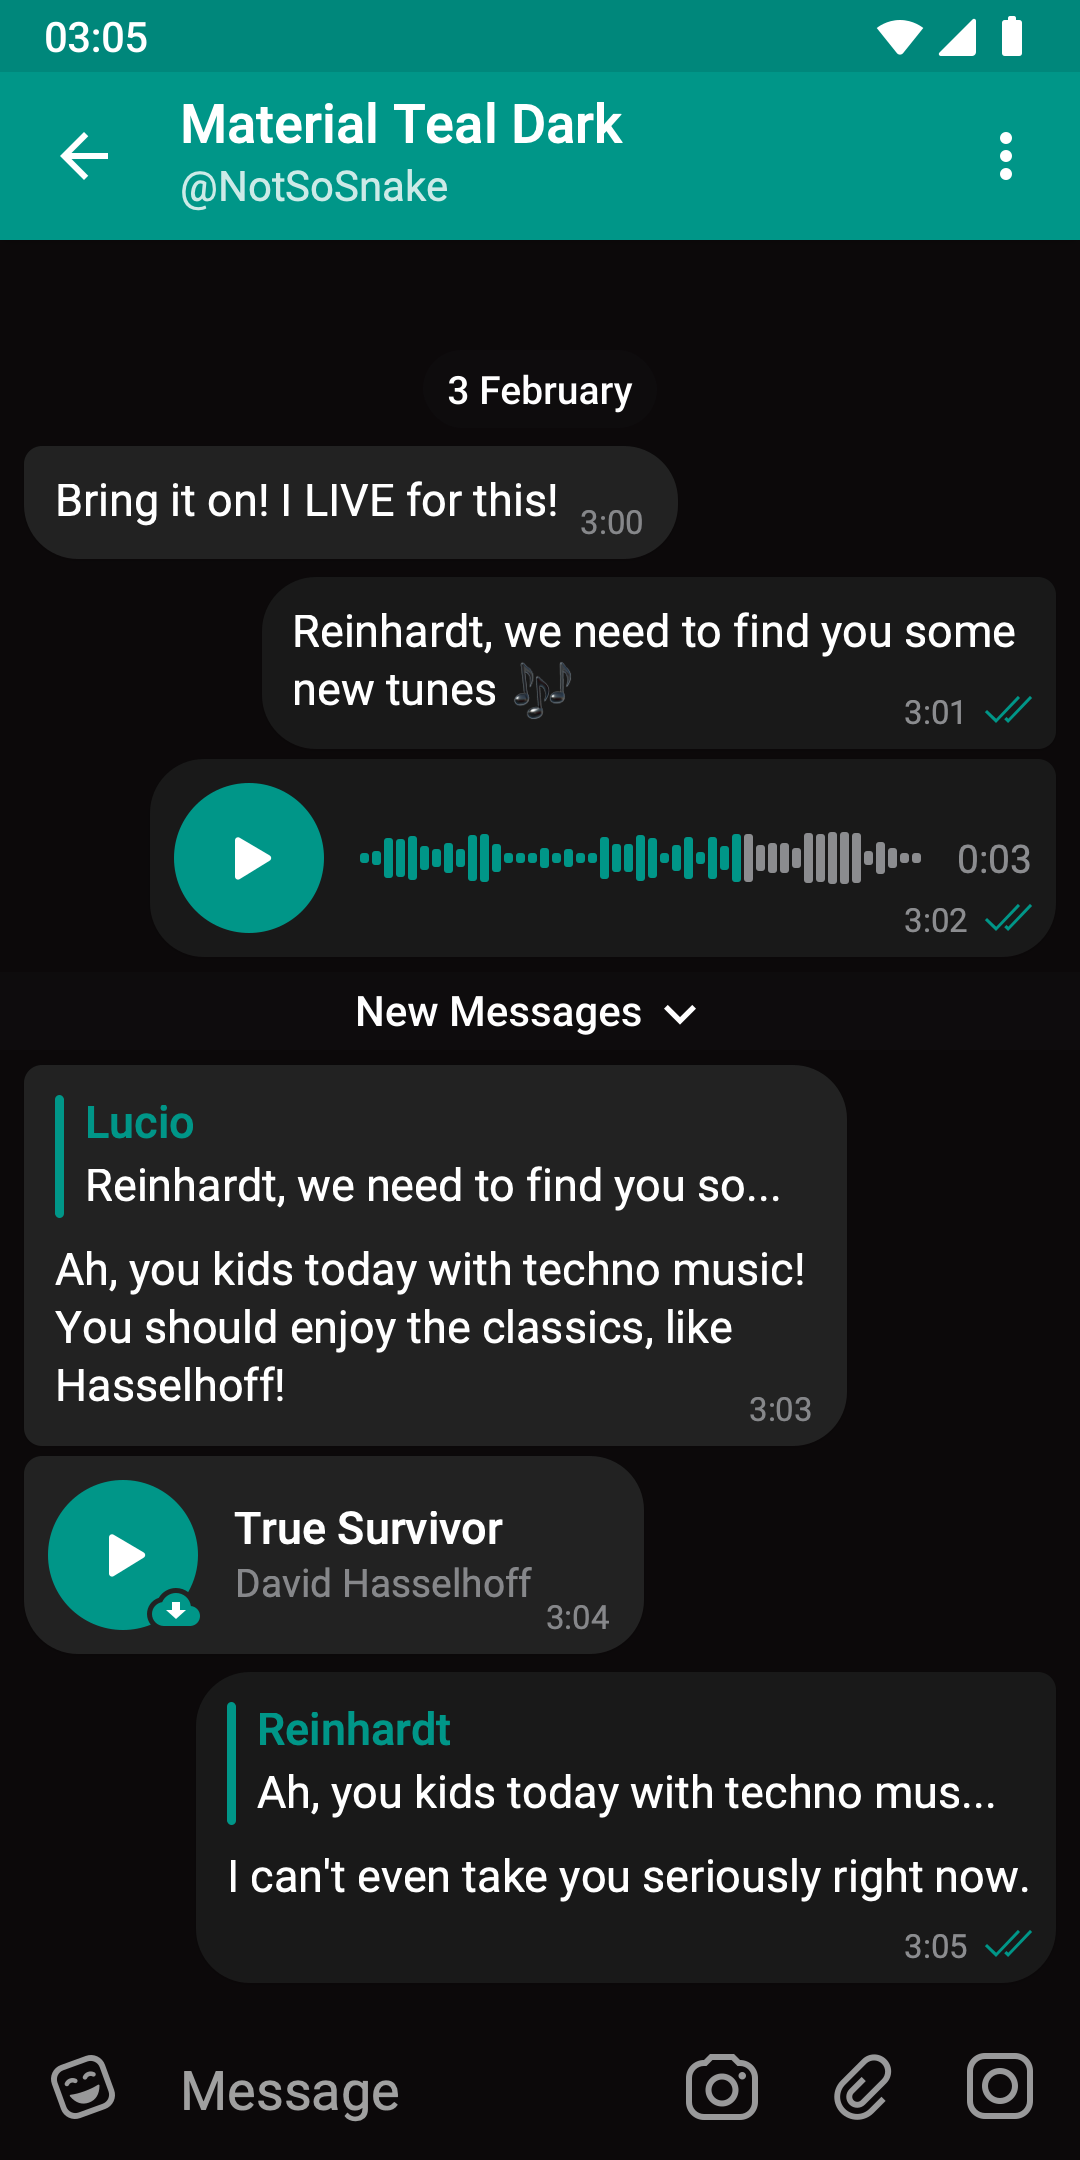 03:05
Material Teal Dark
@NotSoSnake
3 February
Bring it on! I LIVE for this!
3:00
Reinhardt, we need to find you some
new tunes 🎶
3:01
0:03
3:02
New Messages
Lucio
Reinhardt, we need to find you so...
Ah, you kids today with techno music!
You should enjoy the classics, like
Hasselhoff!
3:03
True Survivor
David Hasselhoff
3:04
Reinhardt
Ah, you kids today with techno mus...
I can't even take you seriously right now.
3:05
Message